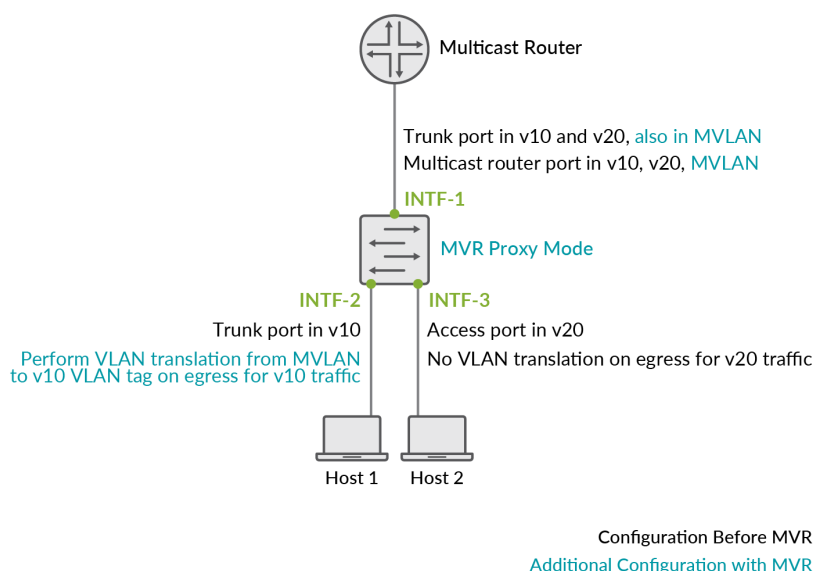 Multicast Router
Trunk port in v10 and v20, also in MVLAN
Multicast router port in v10, v20, MVLAN
INTF-1
MVR Proxy Mode
INTF-2
INTF-3
Trunk port in v10
Access port in v20
Perform VLAN translation from MVLAN
to v10 VLAN tag on egress for v10 traffic
No VLAN translation on egress for v20 traffic
Host 1
Host 2
Configuration Before MVR
Additional Configuration with MVR